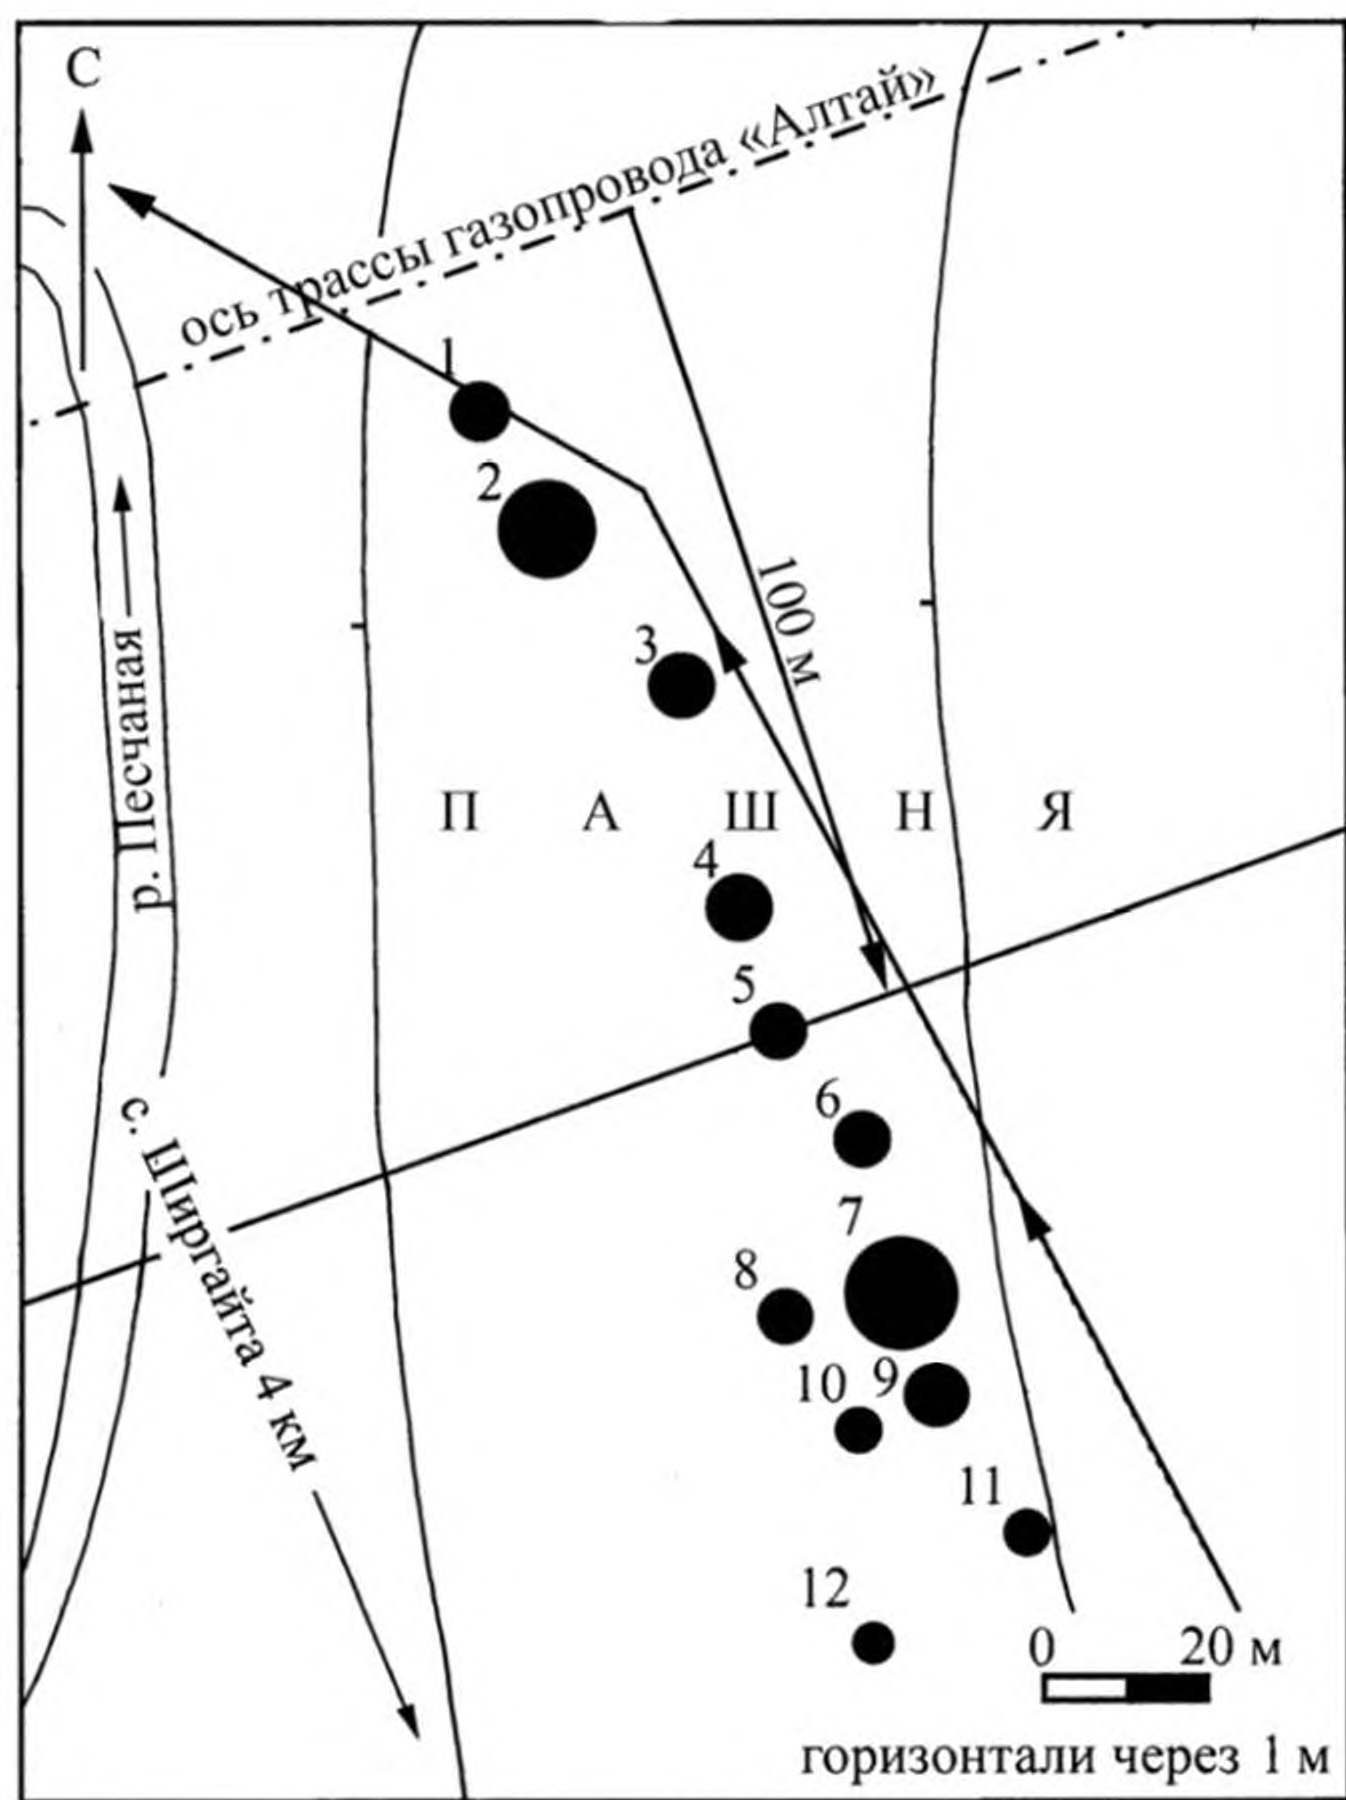 С
ось трассы газопровода «Алтай»
1
2
100 м
3
р. Песчаная
П А Ш Н Я
4
5
6
с. Ширгайта 4 км
7
8
9
10
11
12
0 20 м
горизонтали через 1 м